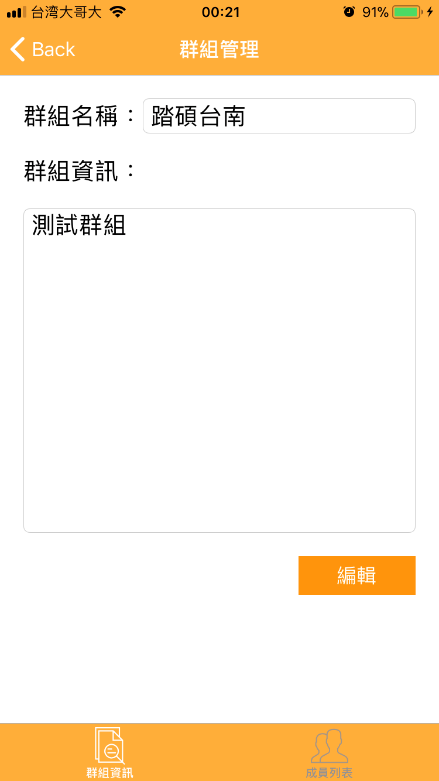 台湾大哥大 00:21 91%
Back 群組管理
群組名稱： 踏碩台南
群組資訊：
測試群組
編輯
群組資訊 成員列表